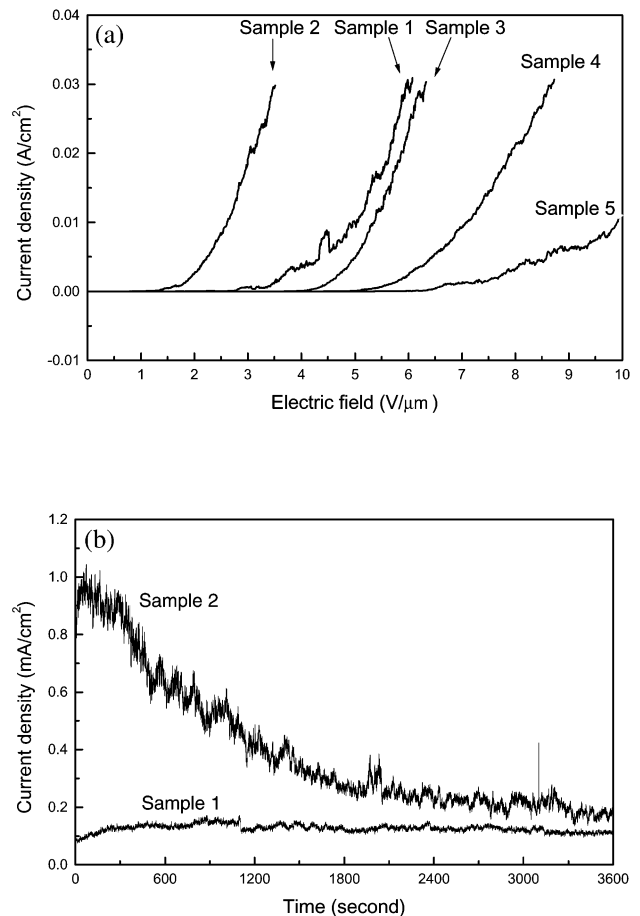 (a)
Sample 2
Sample 1
Sample 3
Sample 4
Sample 5
Current density (A/cm²)
0.04
0.03
0.02
0.01
0.00
-0.01
0 1 2 3 4 5 6 7 8 9 10
Electric field (V/μm )
(b)
Sample 2
Sample 1
Current density (mA/cm²)
1.2
1.0
0.8
0.6
0.4
0.2
0.0
0 600 1200 1800 2400 3000 3600
Time (second)